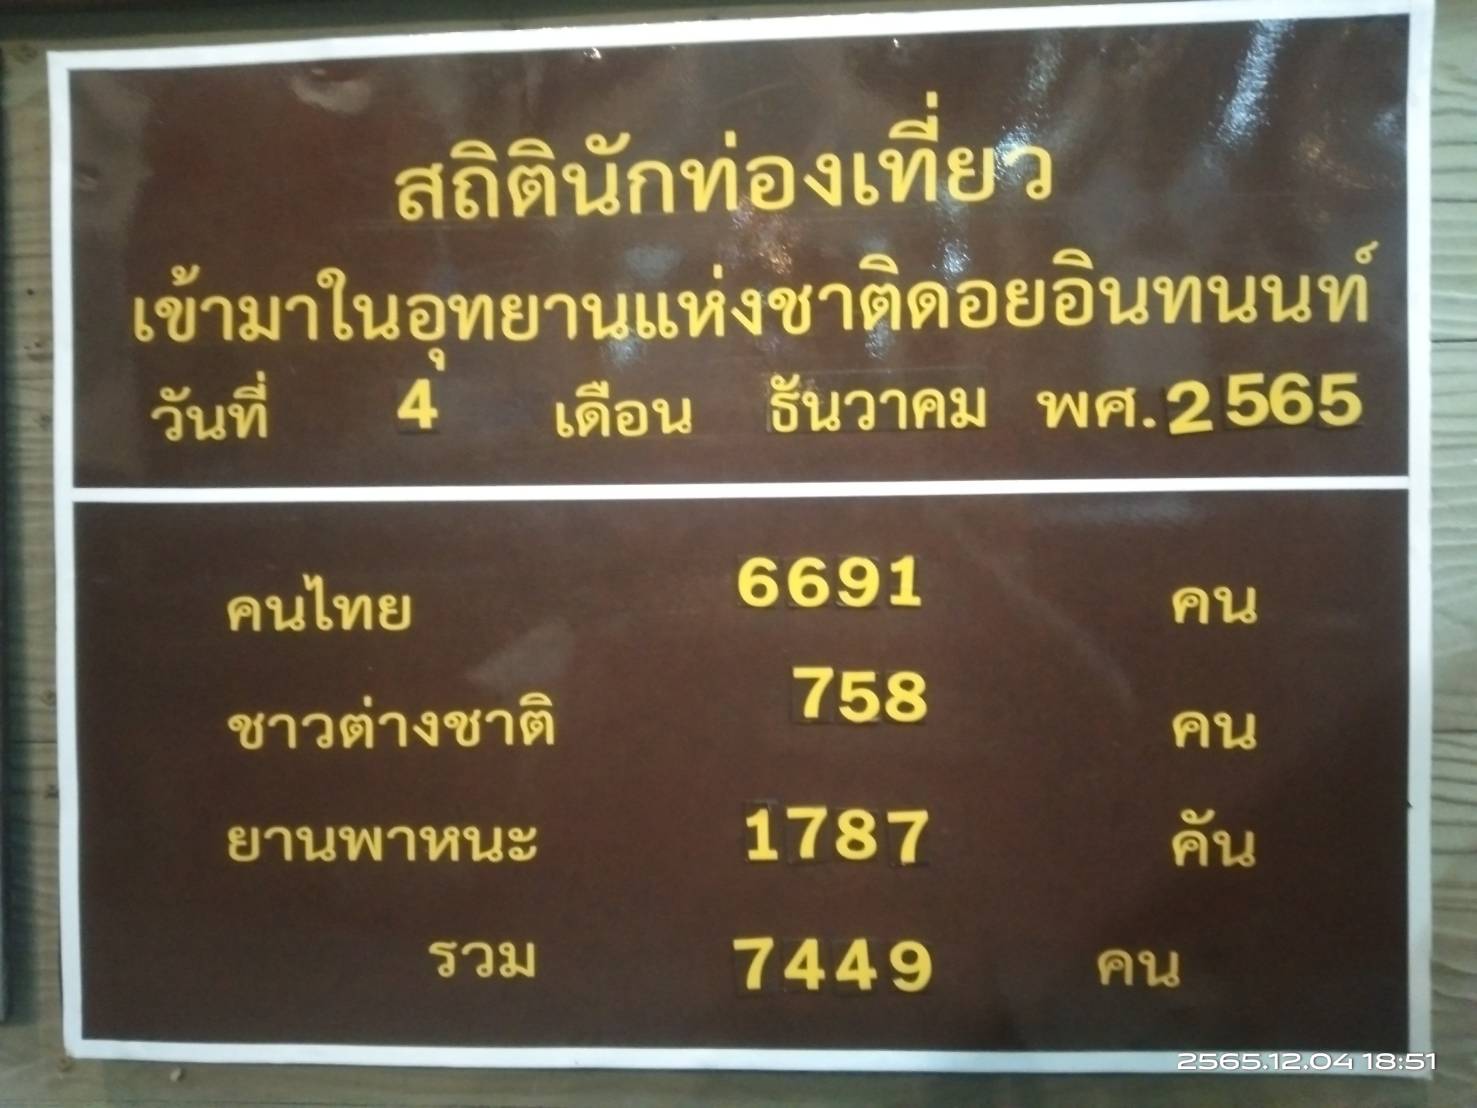 สถิตินักท่องเที่ยว
เข้ามาในอุทยานแห่งชาติดอยอินทนนท์
วันที่ 4 เดือน ธันวาคม พศ.2565
คนไทย 6691 คน
ชาวต่างชาติ 758 คน
ยานพาหนะ 1787 คัน
รวม 7449 คน
2565.12.04 18:51